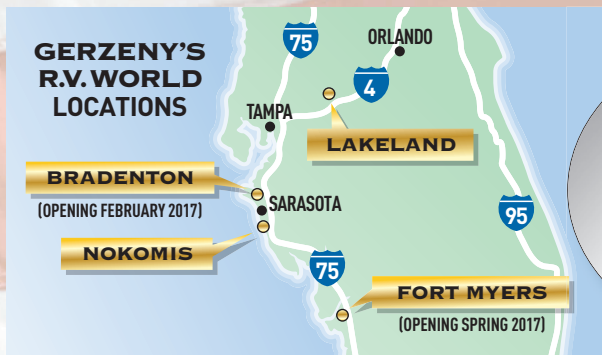 GERZENY'S
R.V. WORLD
LOCATIONS
75
ORLANDO
4
TAMPA
LAKELAND
BRADENTON
(OPENING FEBRUARY 2017)
SARASOTA
95
NOKOMIS
75
FORT MYERS
(OPENING SPRING 2017)